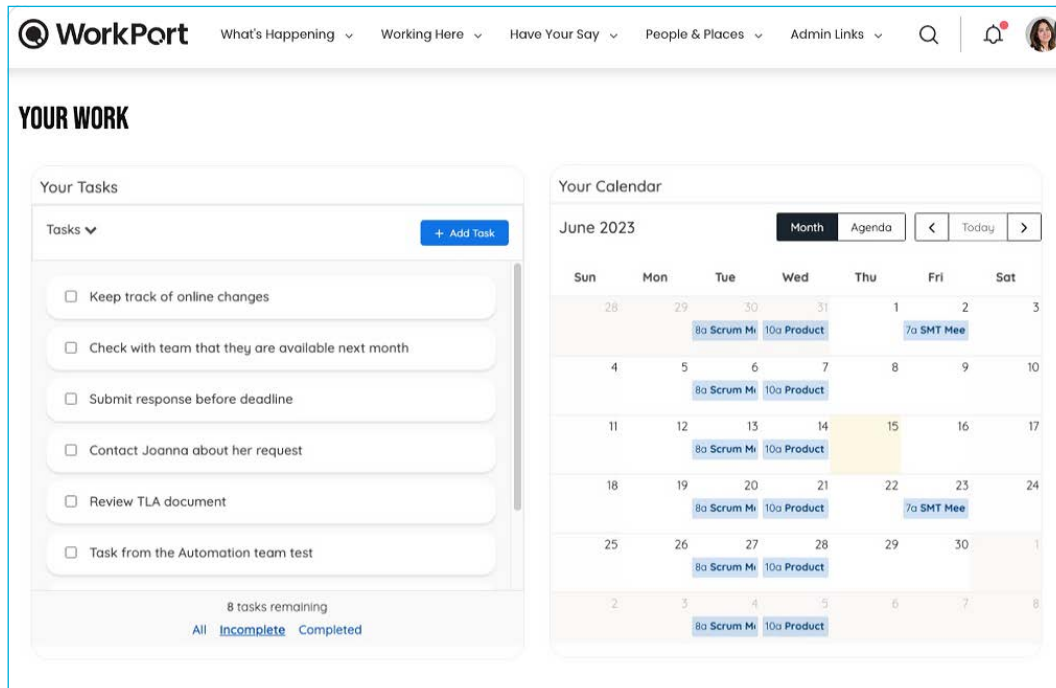 WorkPort What's Happening Working Here Have Your Say People & Places Admin Links
YOUR WORK
Your Tasks
Tasks
+ Add Task
Keep track of online changes
Check with team that they are available next month
Submit response before deadline
Contact Joanna about her request
Review TLA document
Task from the Automation team test
8 tasks remaining
All Incomplete Completed
Your Calendar
June 2023 Month Agenda < Today >
Sun Mon Tue Wed Thu Fri Sat
28 29 30 31 1 2 3
8a Scrum 10a Product 7a SMT Mee
4 5 6 7 8 9 10
8a Scrum 10a Product
11 12 13 14 15 16 17
8a Scrum 10a Product
18 19 20 21 22 23 24
8a Scrum 10a Product 7a SMT Mee
25 26 27 28 29 30 1
8a Scrum 10a Product
2 3 4 5 6 7 8
8a Scrum 10a Product